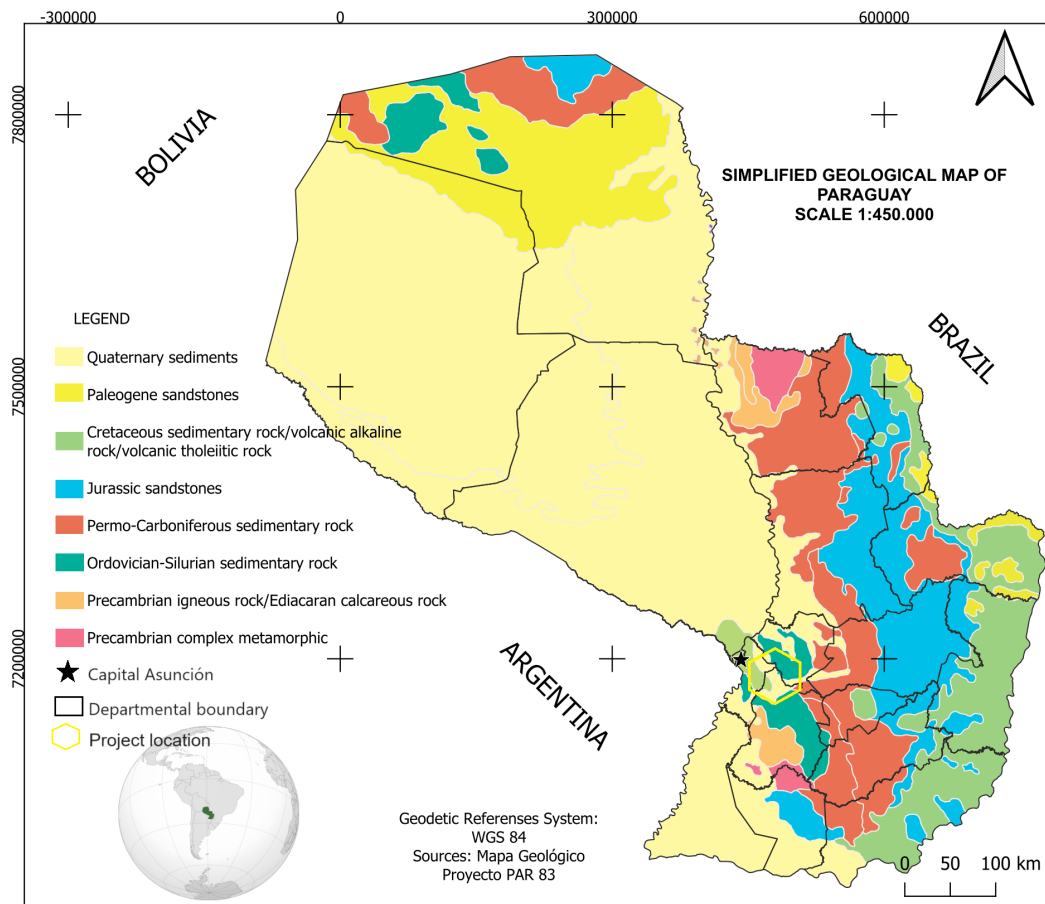 -300000
0
300000
600000
7800000
7500000
7200000
BOLIVIA
SIMPLIFIED GEOLOGICAL MAP OF
PARAGUAY
SCALE 1:450.000
BRAZIL
ARGENTINA
LEGEND
Quaternary sediments
Paleogene sandstones
Cretaceous sedimentary rock/volcanic alkaline
rock/volcanic tholeiitic rock
Jurassic sandstones
Permo-Carboniferous sedimentary rock
Ordovician-Silurian sedimentary rock
Precambrian igneous rock/Ediacaran calcareous rock
Precambrian complex metamorphic
Capital Asunción
Departmental boundary
Project location
Geodetic Referenses System:
WGS 84
Sources: Mapa Geológico
Proyecto PAR 83
0 50 100 km